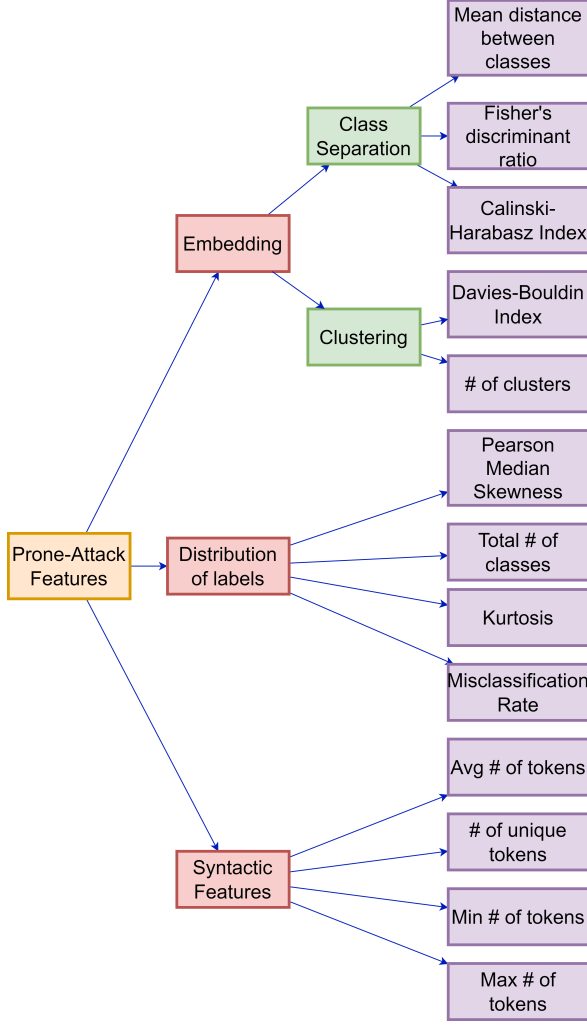 Mean distance
between
classes
Class
Separation
Fisher's
discriminant
ratio
Calinski-
Harabasz Index
Embedding
Davies-Bouldin
Index
Clustering
# of clusters
Pearson
Median
Skewness
Prone-Attack
Features
Distribution
of labels
Total # of
classes
Kurtosis
Misclassification
Rate
Avg # of tokens
# of unique
tokens
Syntactic
Features
Min # of tokens
Max # of
tokens